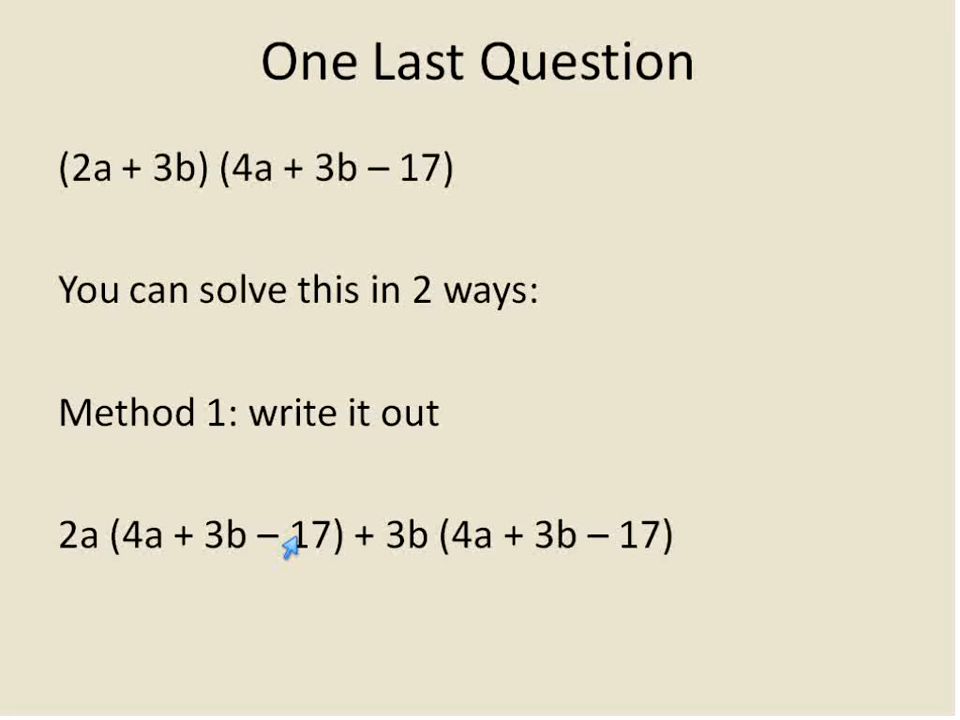 One Last Question
(2a + 3b) (4a + 3b – 17)
You can solve this in 2 ways:
Method 1: write it out
2a (4a + 3b – 17) + 3b (4a + 3b – 17)